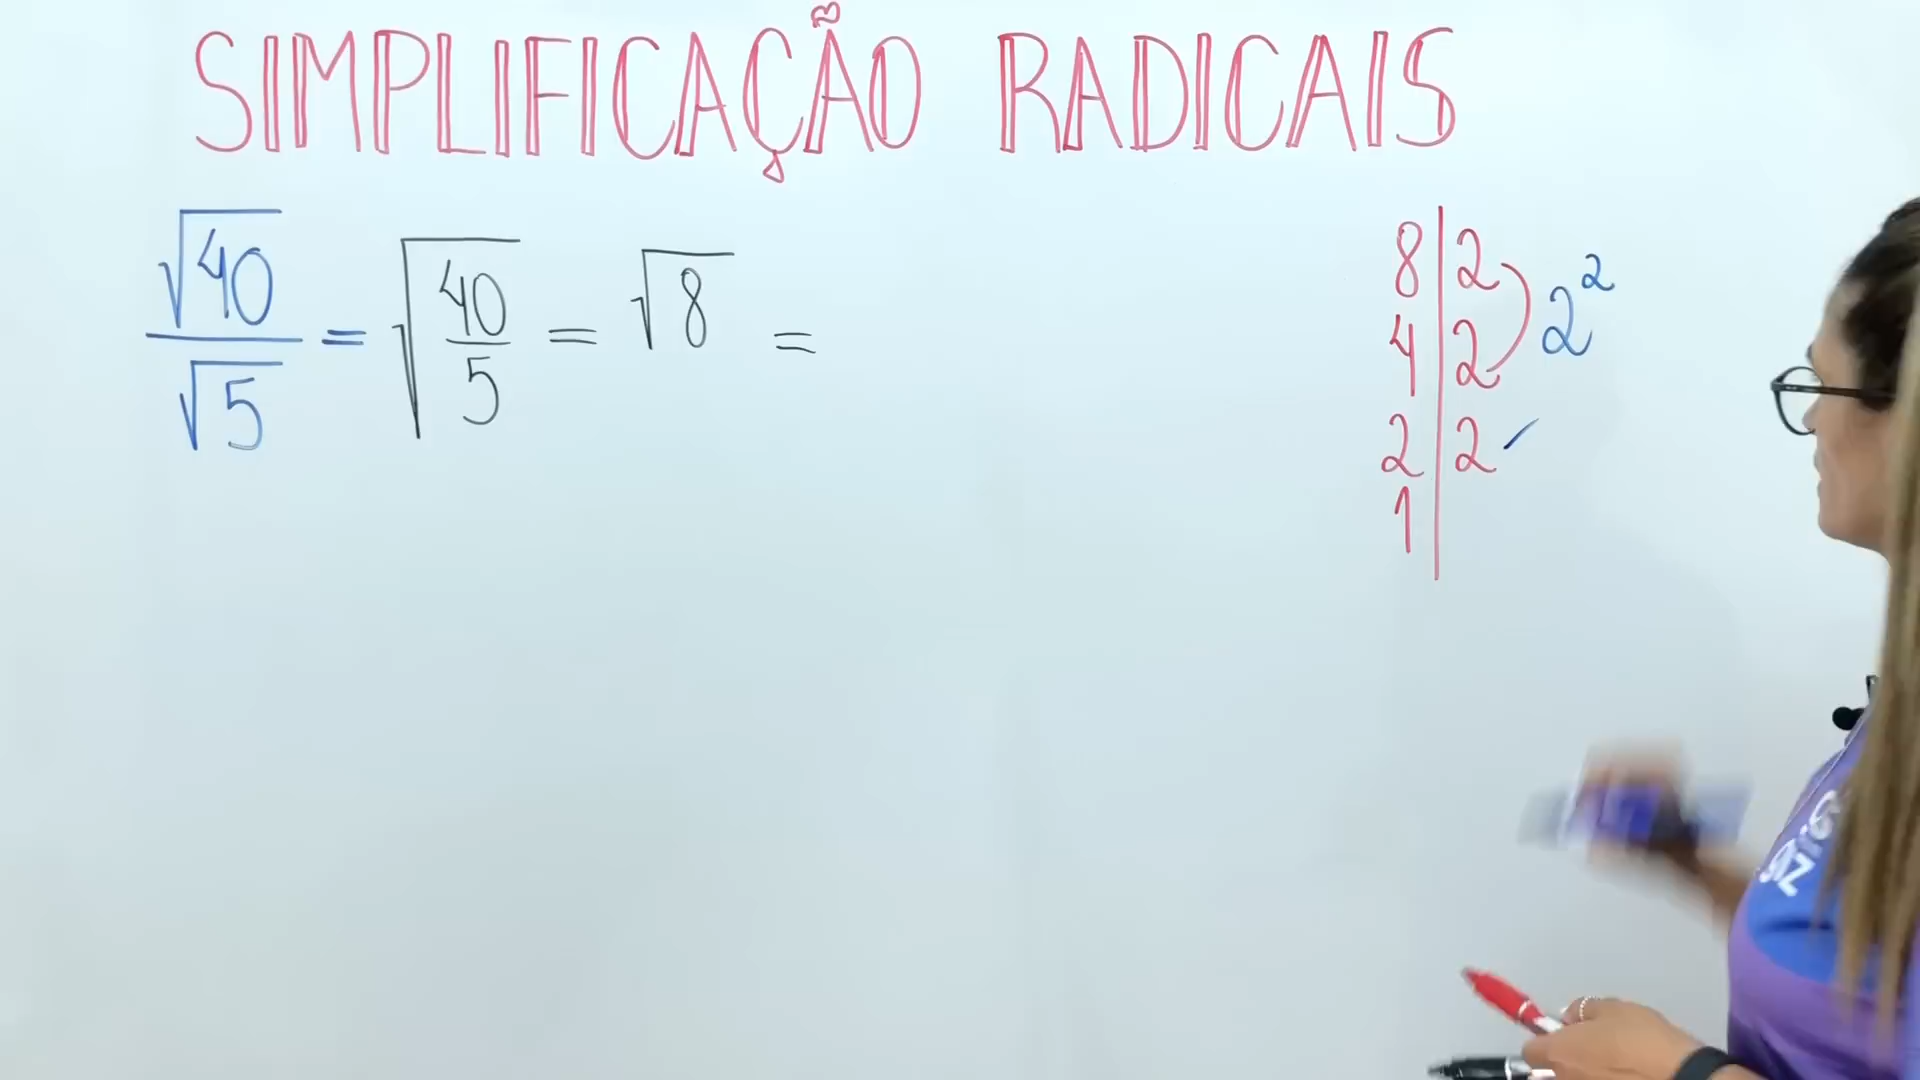 SIMPLIFICAÇÃO RADICAIS
√40/√5 = √(40/5) = √8 =
8|2
4|2 2²
2|2
1|